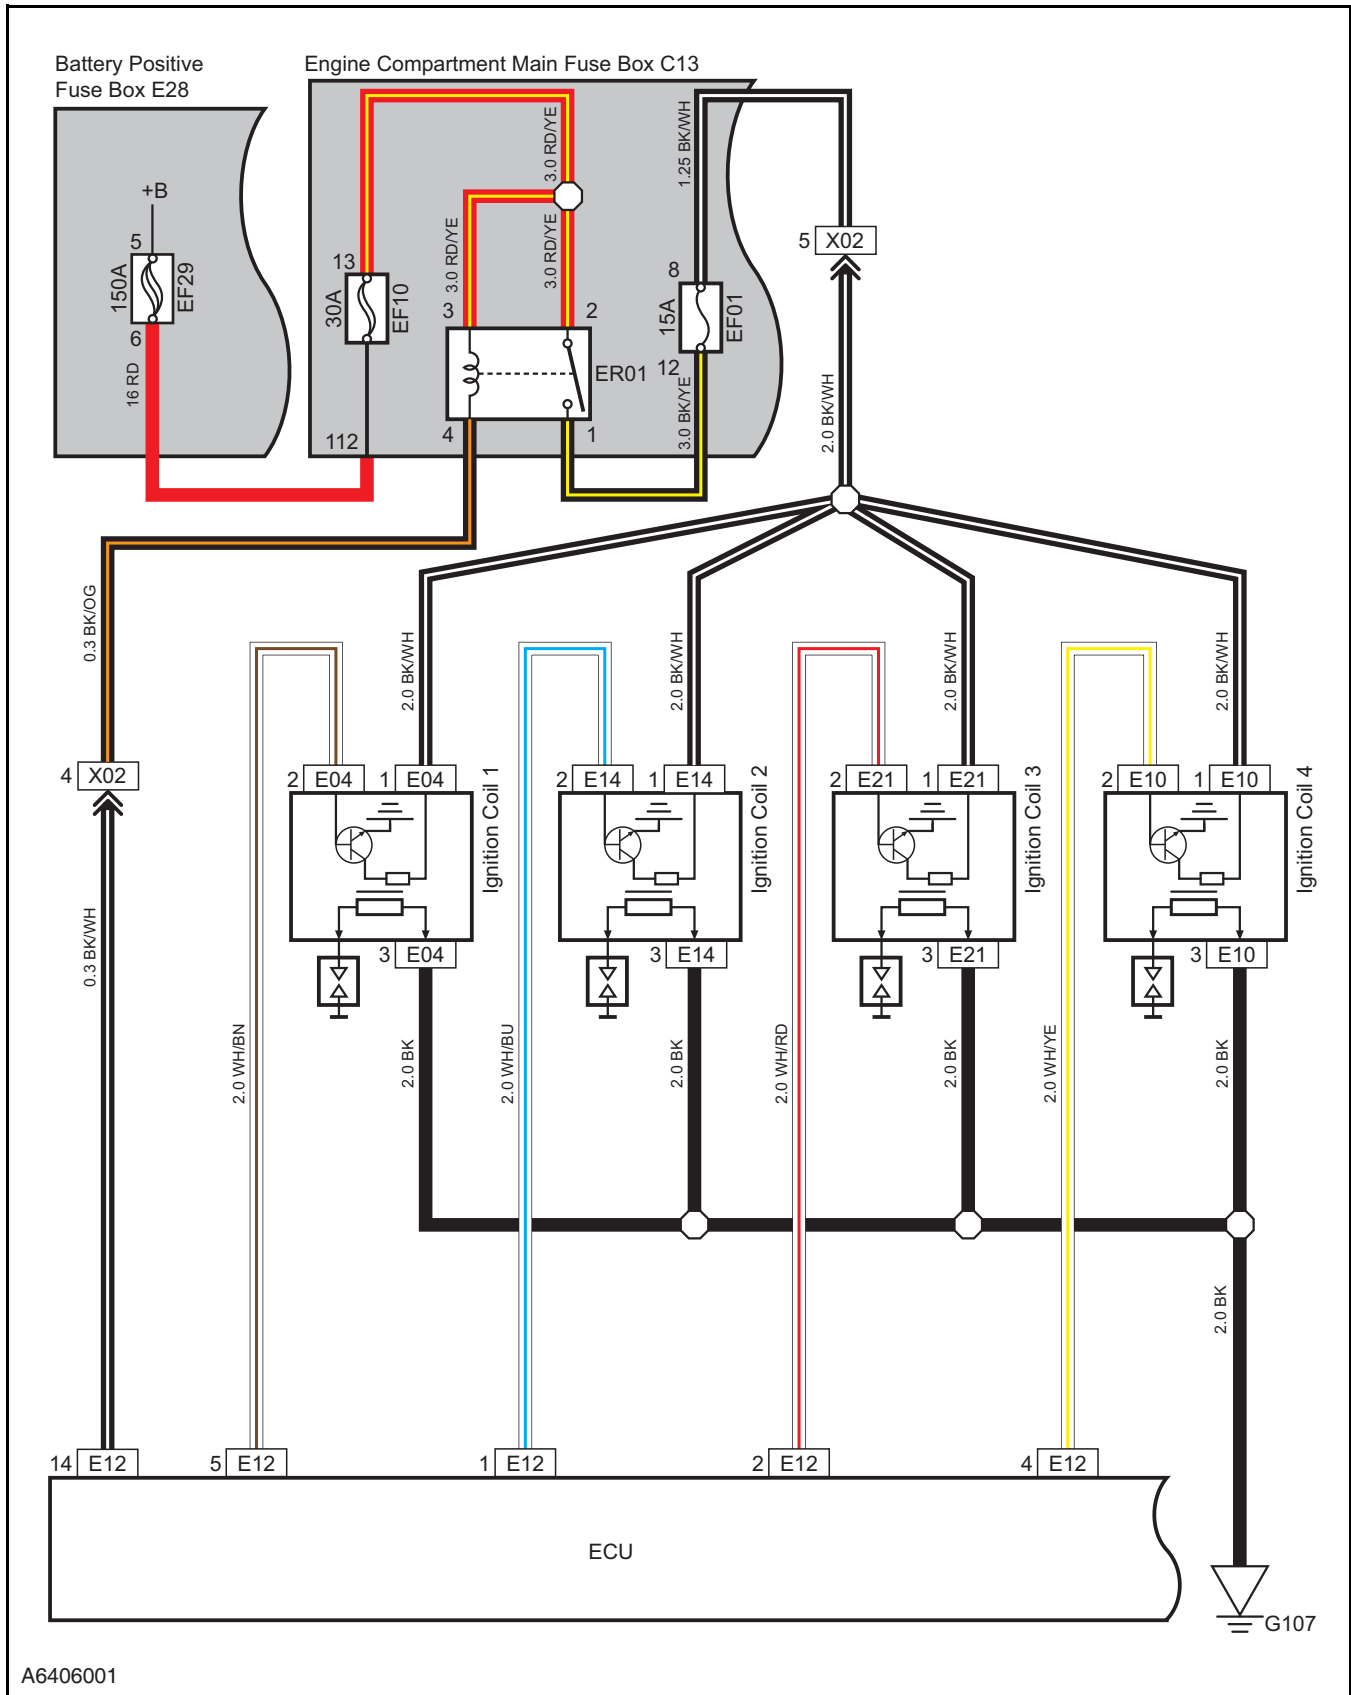 Battery Positive
Fuse Box E28
Engine Compartment Main Fuse Box C13
+B
5
150A
EF29
6
16 RD
13
30A
EF10
112
3.0 RD/YE
3.0 RD/YE
3.0 RD/YE
3
2
ER01
4
1
1.25 BK/WH
8
15A
EF01
12
3.0 BK/YE
5 X02
2.0 BK/WH
0.3 BK/OG
2.0 BK/WH
2.0 BK/WH
2.0 BK/WH
2.0 BK/WH
4 X02
2 E04
1 E04
Ignition Coil 1
2 E14
1 E14
Ignition Coil 2
2 E21
1 E21
Ignition Coil 3
2 E10
1 E10
Ignition Coil 4
3 E04
3 E14
3 E21
3 E10
0.3 BK/WH
2.0 WH/BN
2.0 BK
2.0 WH/BU
2.0 BK
2.0 WH/RD
2.0 BK
2.0 WH/YE
2.0 BK
2.0 BK
14 E12
5 E12
1 E12
2 E12
4 E12
ECU
G107
A6406001